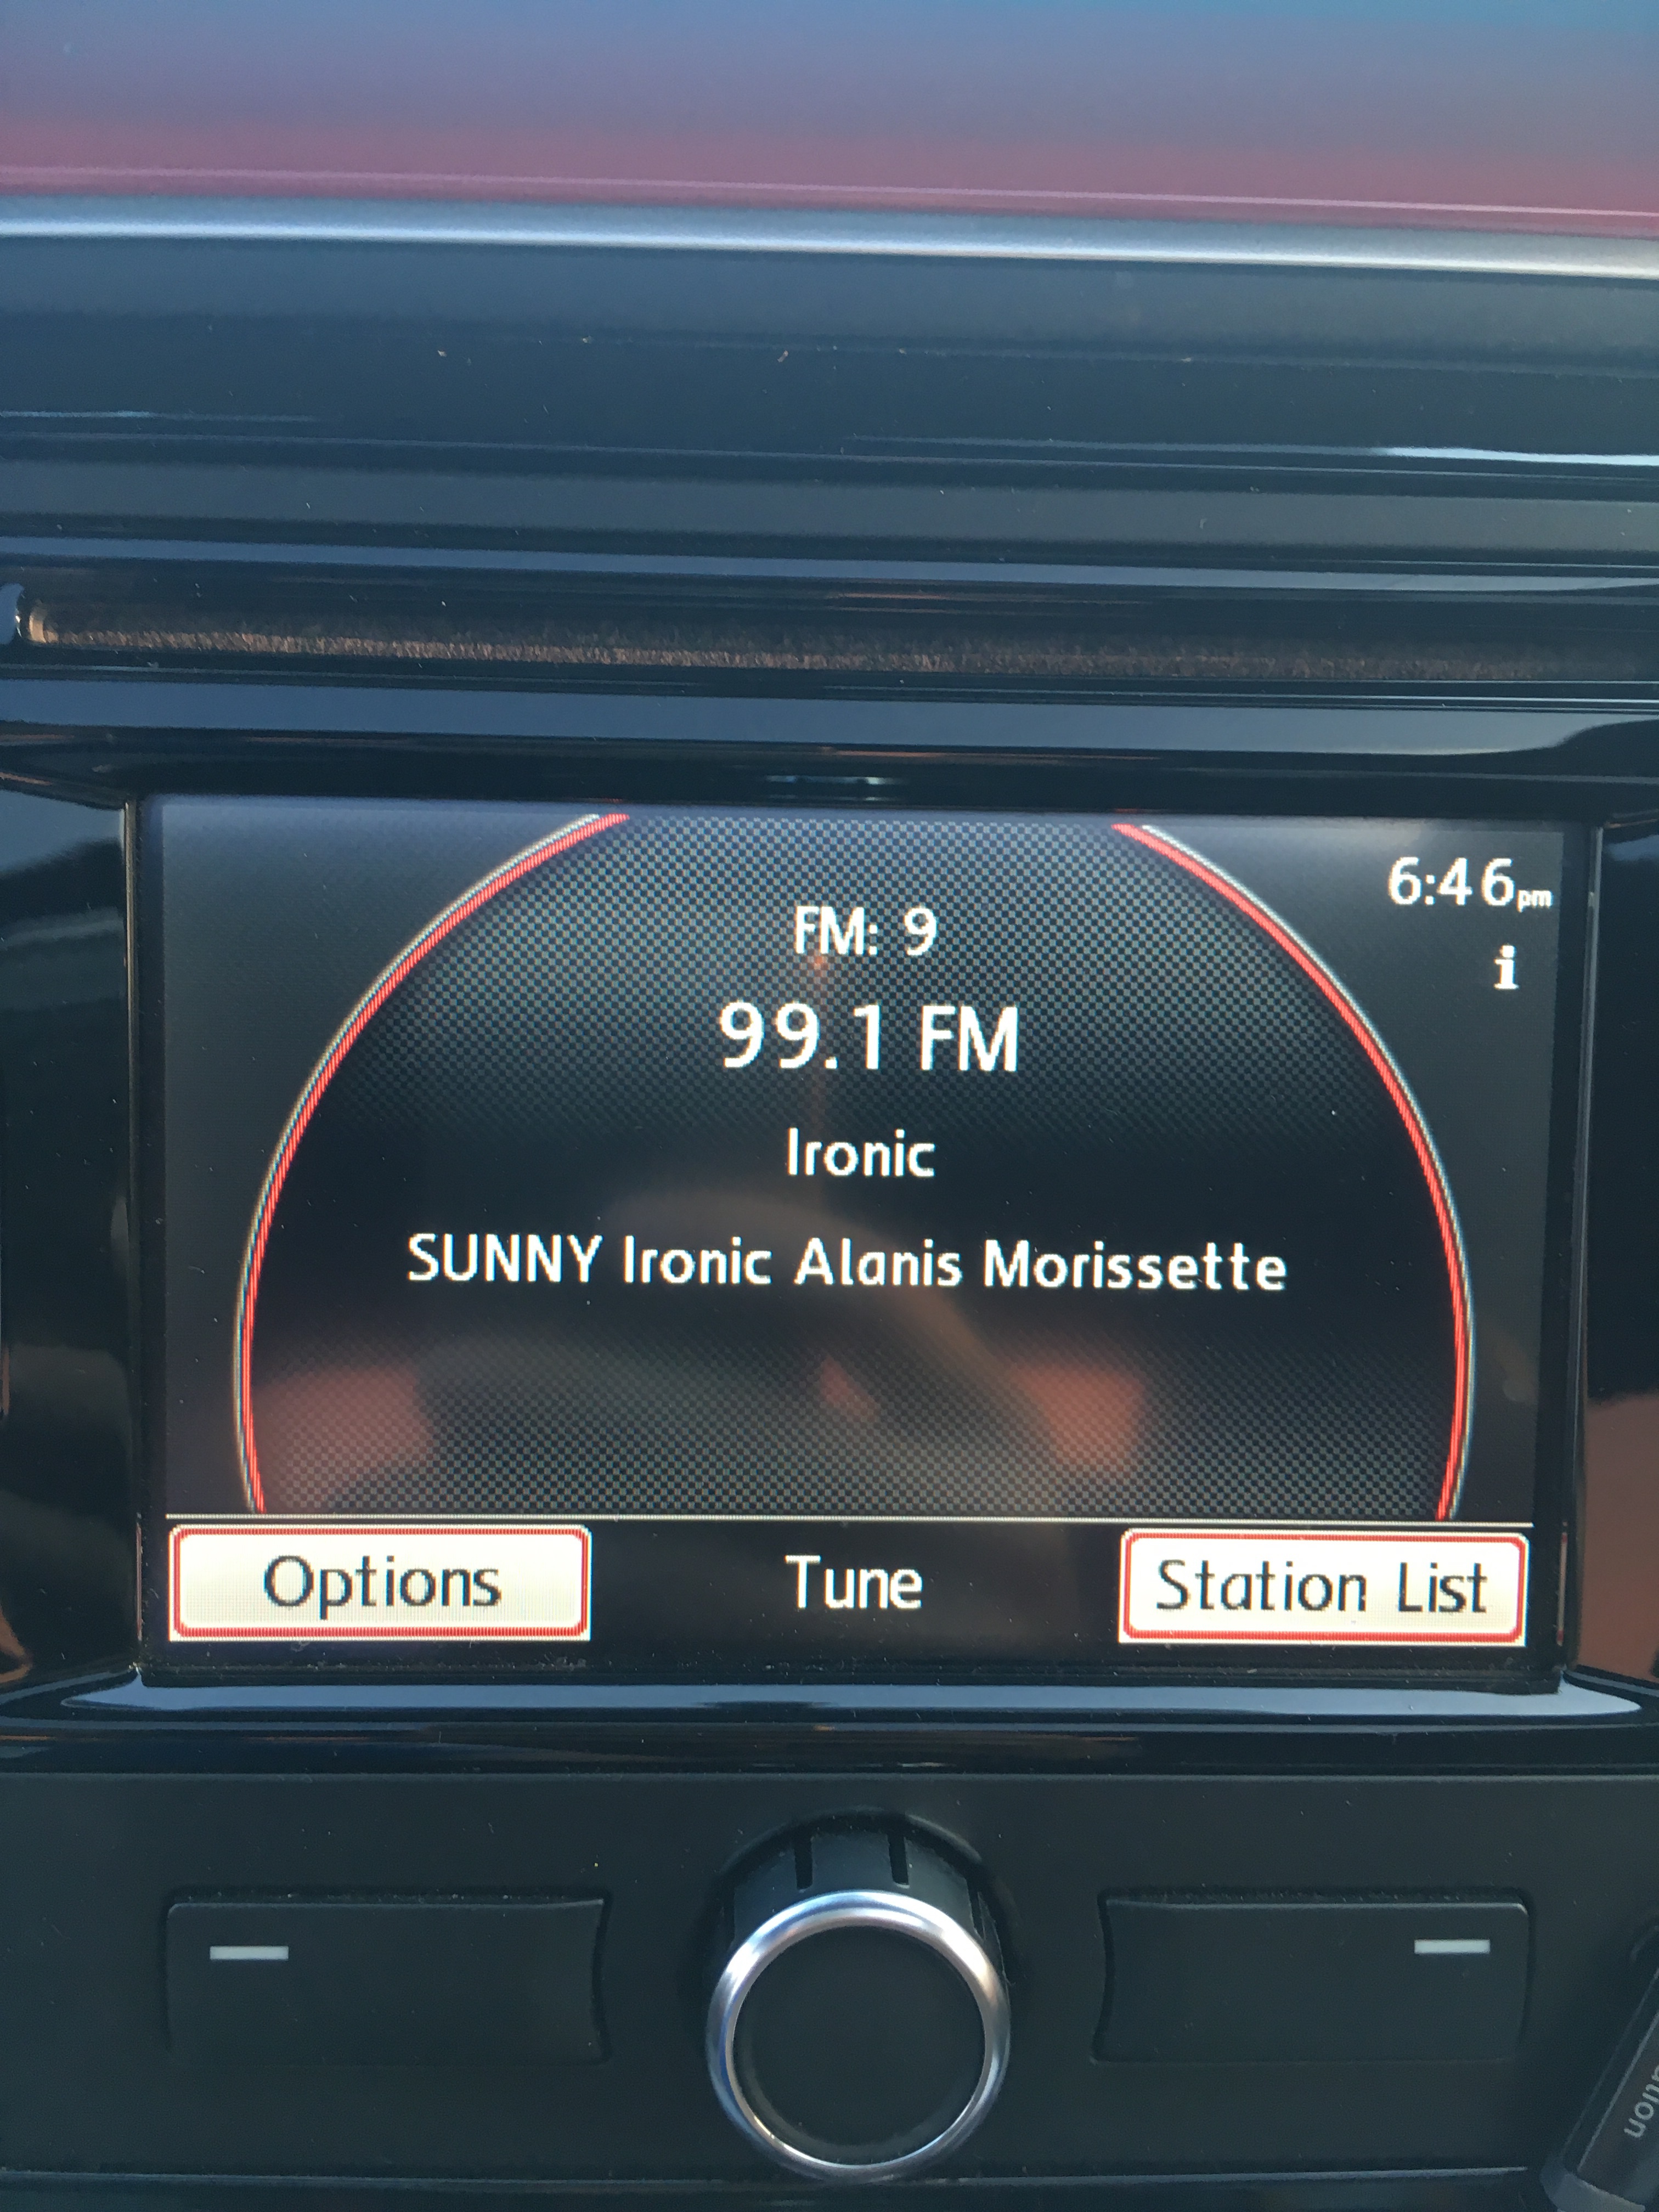 6:46pm
i
FM: 9
99.1 FM
Ironic
SUNNY Ironic Alanis Morissette
Options Tune Station List